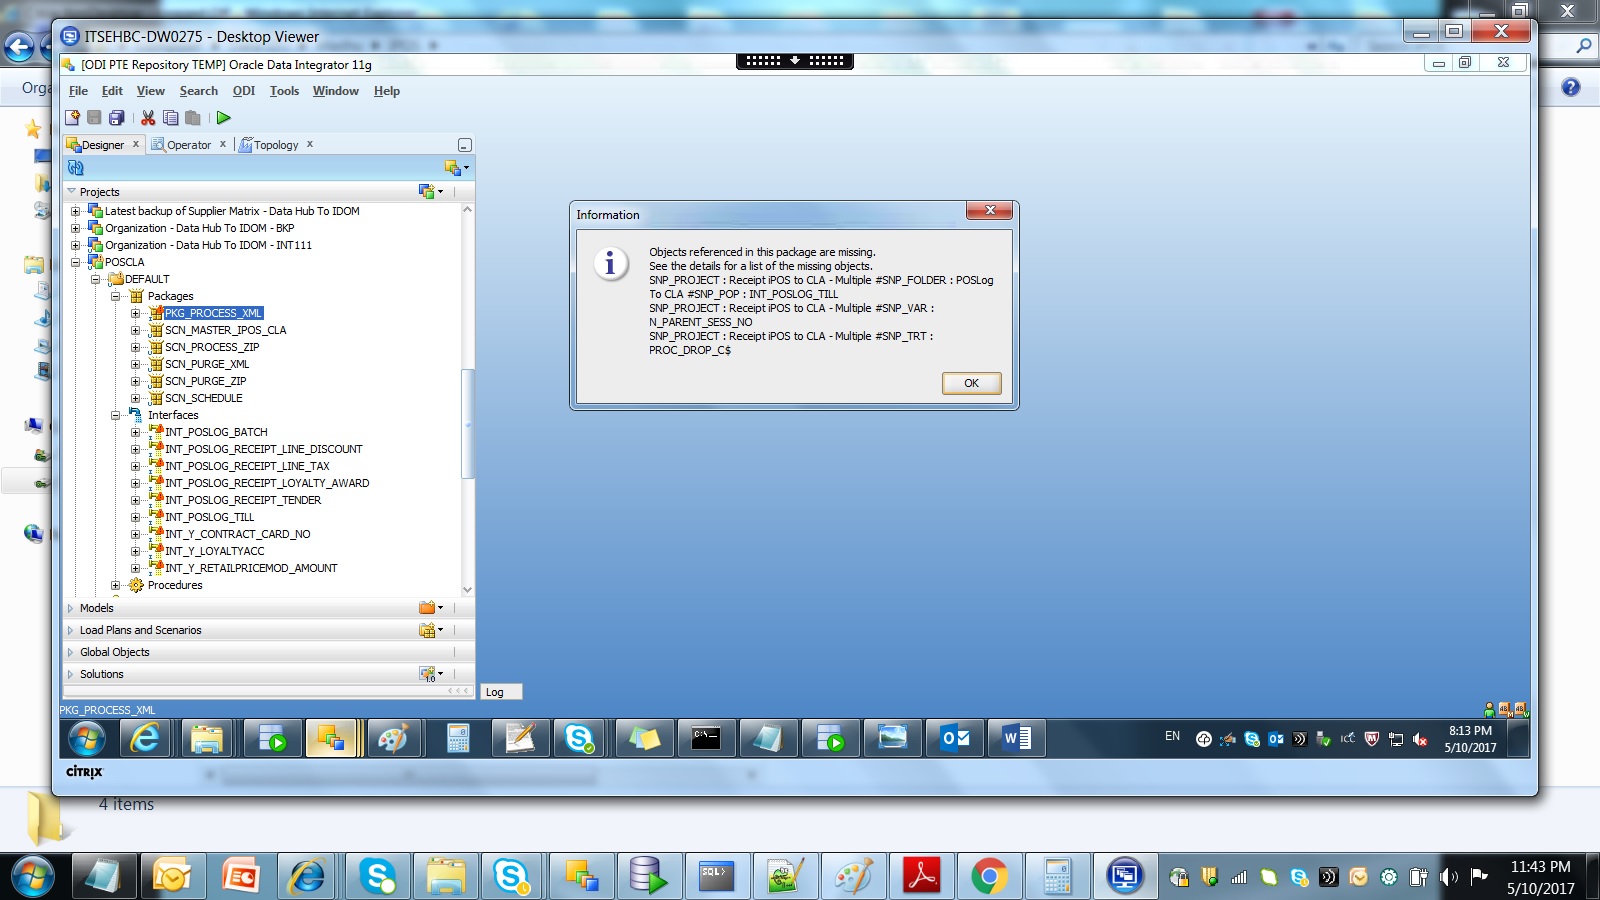 ITSEHBC-DW0275 - Desktop Viewer
[ODI PTE Repository TEMP] Oracle Data Integrator 11g
File Edit View Search ODI Tools Window Help
Designer x Operator x Topology x
Projects
Latest backup of Supplier Matrix - Data Hub To IDOM
Organization - Data Hub To IDOM - BKP
Organization - Data Hub To IDOM - INT111
POSCLA
DEFAULT
Packages
PKG_PROCESS_XML
SCN_MASTER_IPOS_CLA
SCN_PROCESS_ZIP
SCN_PURGE_XML
SCN_PURGE_ZIP
SCN_SCHEDULE
Interfaces
INT_POSLOG_BATCH
INT_POSLOG_RECEIPT_LINE_DISCOUNT
INT_POSLOG_RECEIPT_LINE_TAX
INT_POSLOG_RECEIPT_LOYALTY_AWARD
INT_POSLOG_RECEIPT_TENDER
INT_POSLOG_TILL
INT_Y_CONTRACT_CARD_NO
INT_Y_LOYALTYACC
INT_Y_RETAILPRICEMOD_AMOUNT
Procedures
Models
Load Plans and Scenarios
Global Objects
Solutions
Log
PKG_PROCESS_XML
Information
Objects referenced in this package are missing.
See the details for a list of the missing objects.
SNP_PROJECT : Receipt iPOS to CLA - Multiple #SNP_FOLDER : POSLog
To CLA #SNP_POP : INT_POSLOG_TILL
SNP_PROJECT : Receipt iPOS to CLA - Multiple #SNP_VAR :
N_PARENT_SESS_NO
SNP_PROJECT : Receipt iPOS to CLA - Multiple #SNP_TRT :
PROC_DROP_C$
OK
EN
8:13 PM
5/10/2017
CITRIX
4 items
SQL>
11:43 PM
5/10/2017
Orga